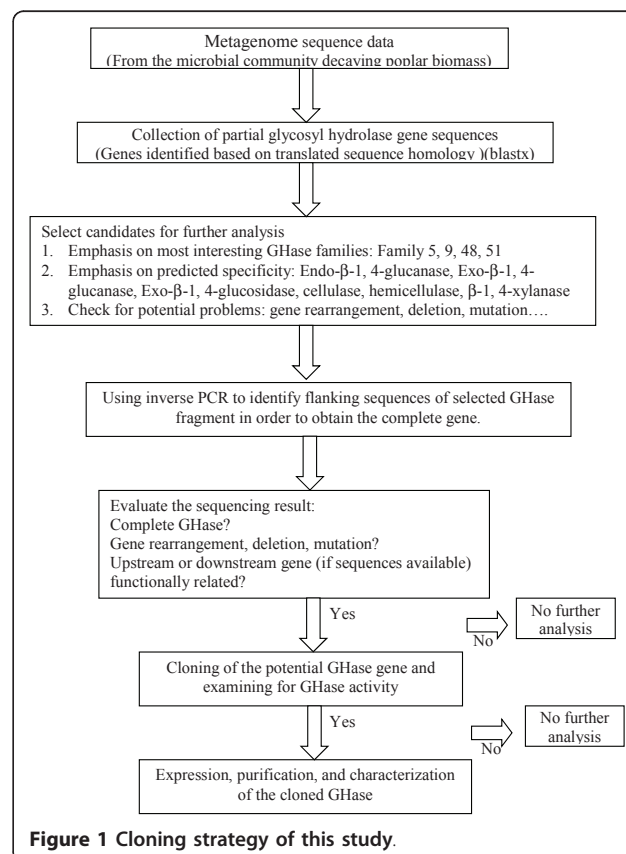 Metagenome sequence data
(From the microbial community decaying poplar biomass)
Collection of partial glycosyl hydrolase gene sequences
(Genes identified based on translated sequence homology )(blastx)
Select candidates for further analysis
1. Emphasis on most interesting GHase families: Family 5, 9, 48, 51
2. Emphasis on predicted specificity: Endo-β-1, 4-glucanase, Exo-β-1, 4-
glucanase, Exo-β-1, 4-glucosidase, cellulase, hemicellulase, β-1, 4-xylanase
3. Check for potential problems: gene rearrangement, deletion, mutation….
Using inverse PCR to identify flanking sequences of selected GHase
fragment in order to obtain the complete gene.
Evaluate the sequencing result:
Complete GHase?
Gene rearrangement, deletion, mutation?
Upstream or downstream gene (if sequences available)
functionally related?
Yes
No
No further
analysis
Cloning of the potential GHase gene and
examining for GHase activity
Yes
No
No further
analysis
Expression, purification, and characterization
of the cloned GHase
Figure 1 Cloning strategy of this study.